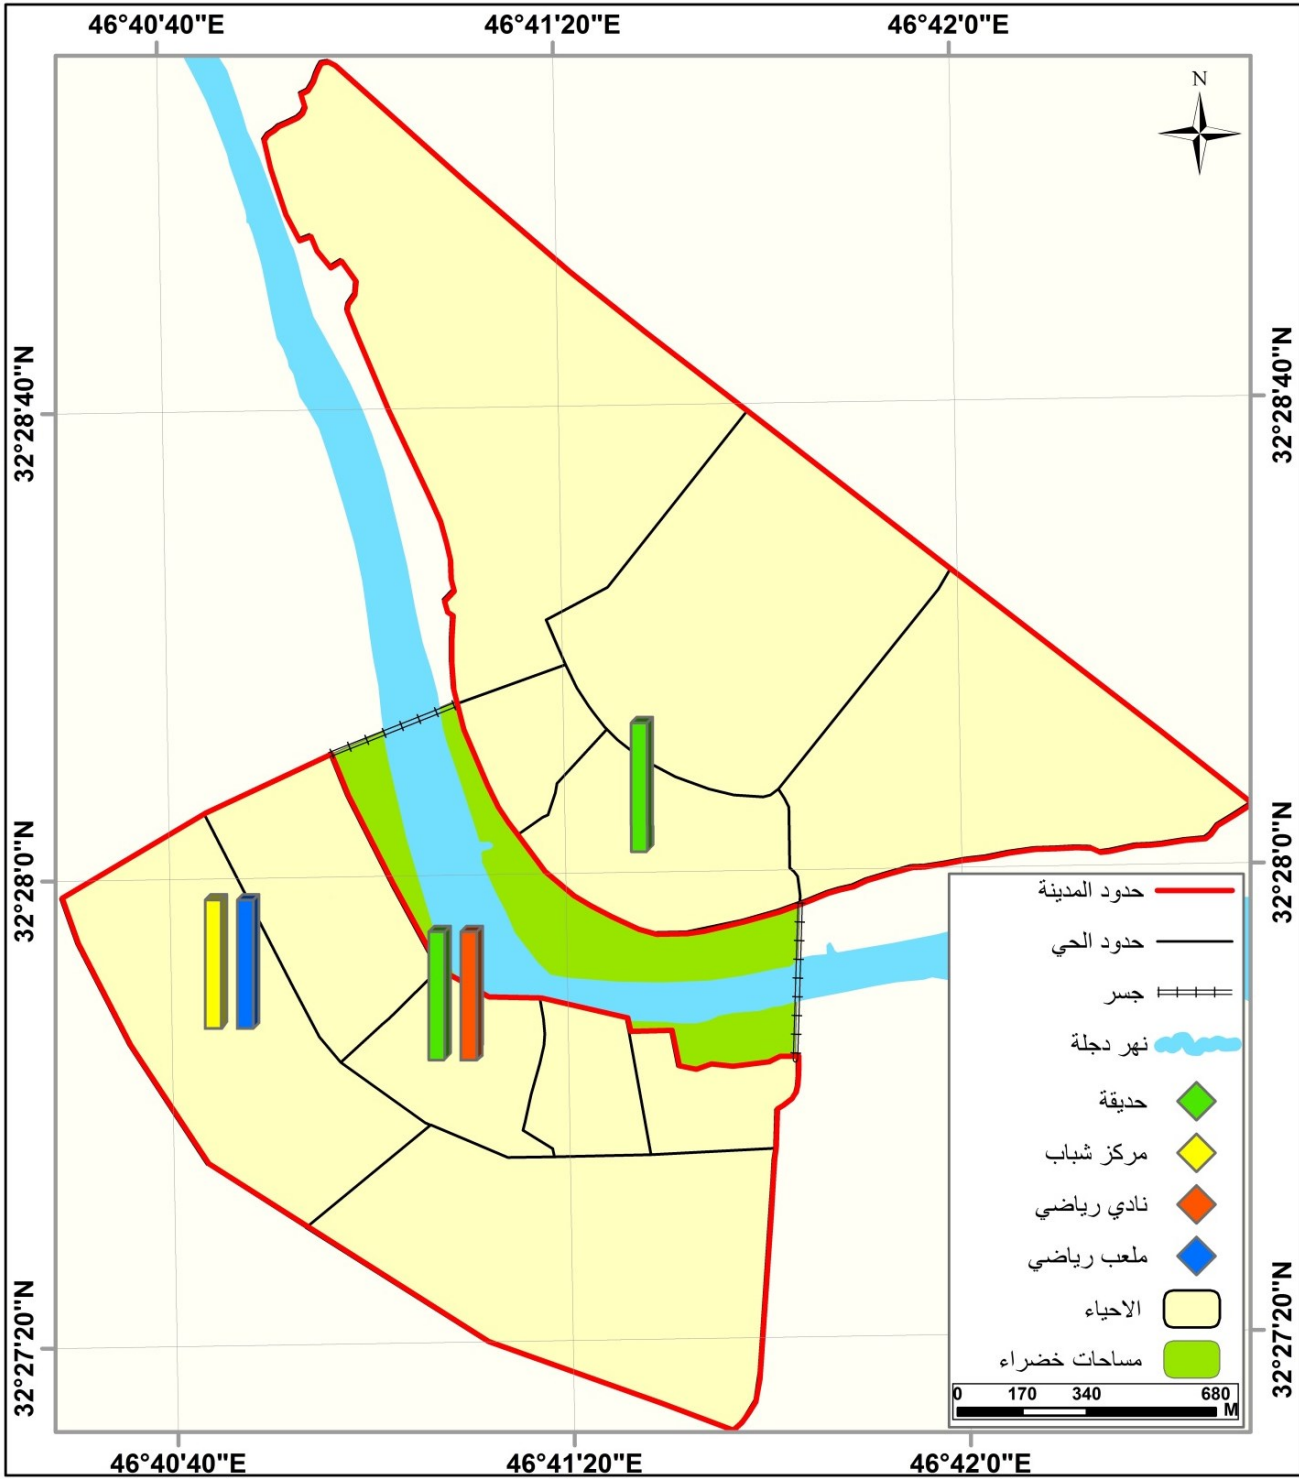 46°40'40"E 46°41'20"E 46°42'0"E
N
32°28'40"N
32°28'40"N
32°28'0"N
32°28'0"N
32°27'20"N
32°27'20"N
حدود المدينة
حدود الحي
جسر
نهر دجلة
حديقة
مركز شباب
نادي رياضي
ملعب رياضي
الاحياء
مساحات خضراء
0 170 340 680
M
46°40'40"E 46°41'20"E 46°42'0"E